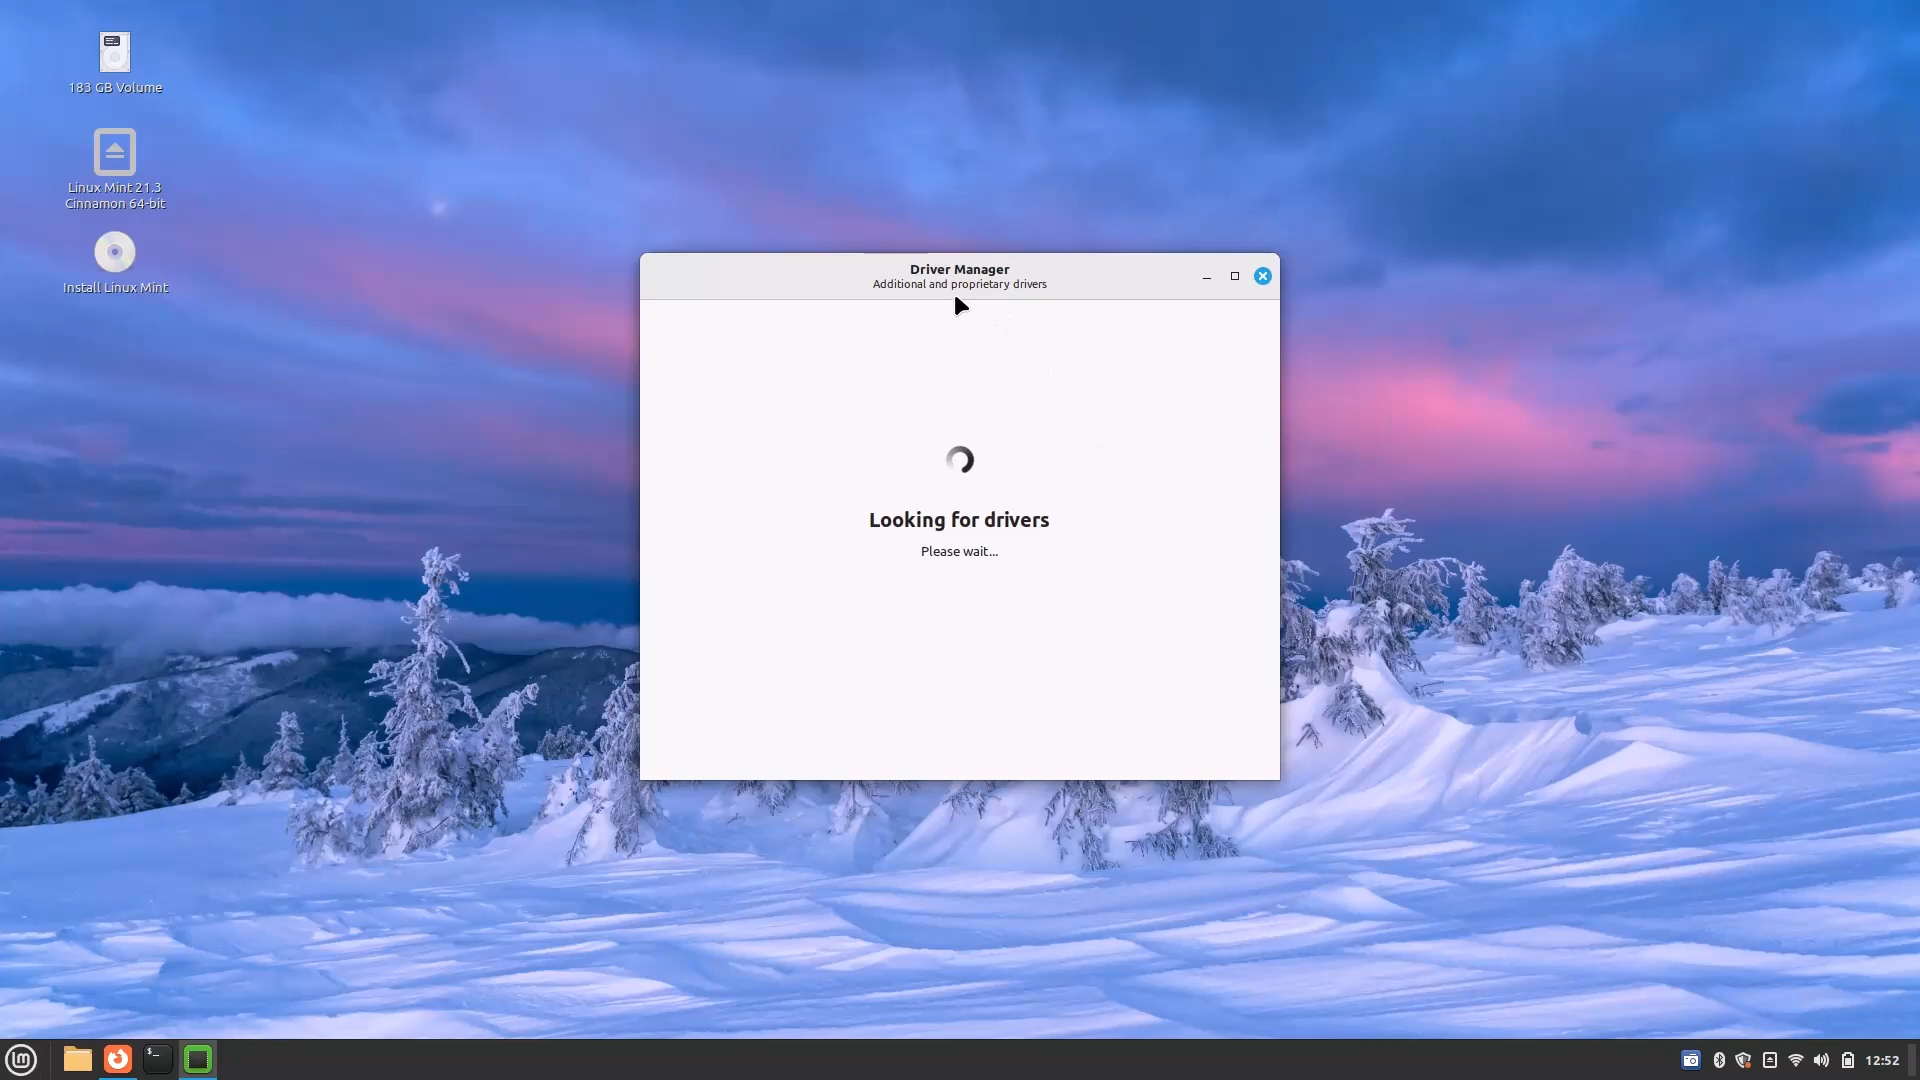 183 GB Volume
Linux Mint 21.3
Cinnamon 64-bit
Install Linux Mint
Driver Manager
Additional and proprietary drivers
Looking for drivers
Please wait...
12:52